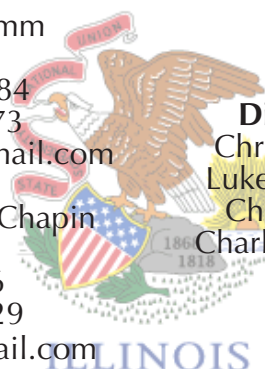 mm
84
73
nail.com
Chapin
29
ail.com
D
Chr
Luke
Ch
Charl
NATIONAL
UNION
STATE
1868
1818
ILLINOIS